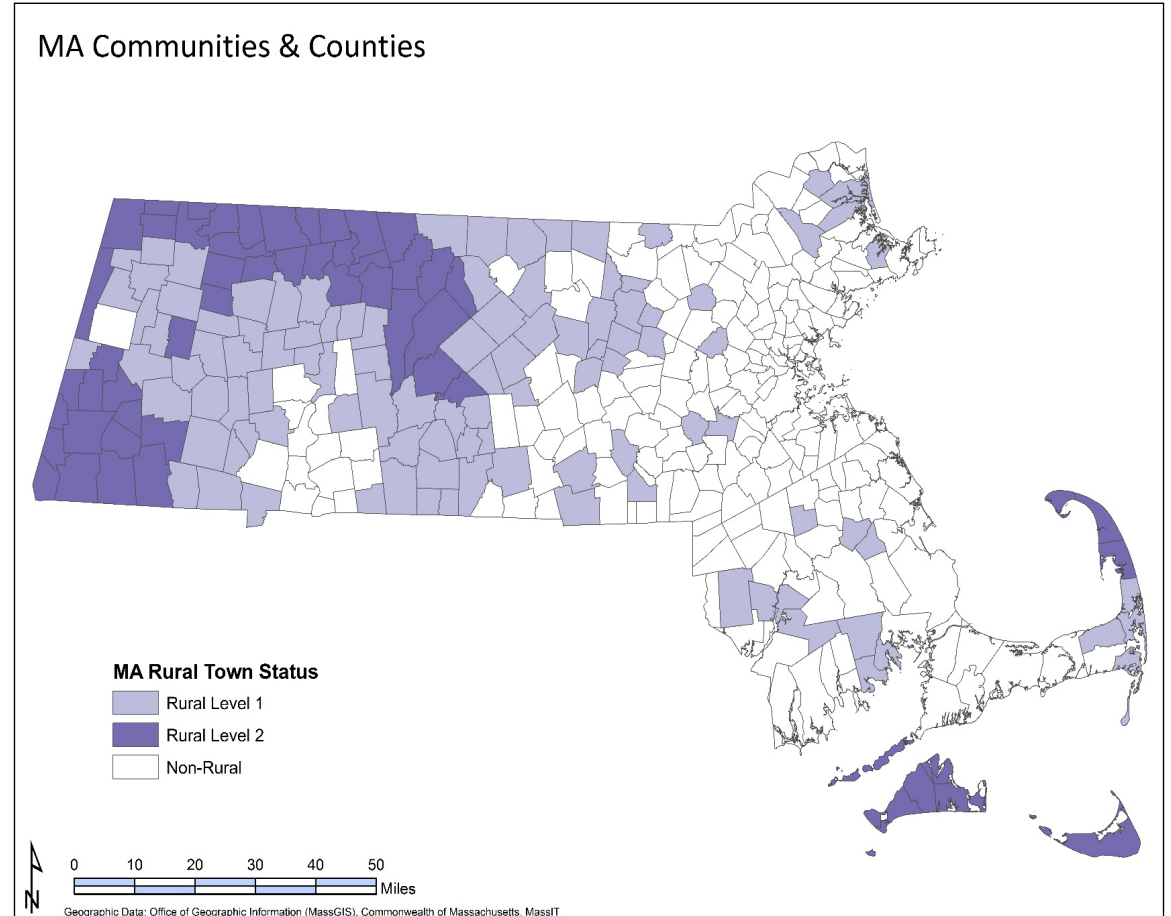 MA Communities & Counties
MA Rural Town Status
Rural Level 1
Rural Level 2
Non-Rural
N
0 10 20 30 40 50
Miles
Geographic Data: Office of Geographic Information (MassGIS), Commonwealth of Massachusetts, MassIT